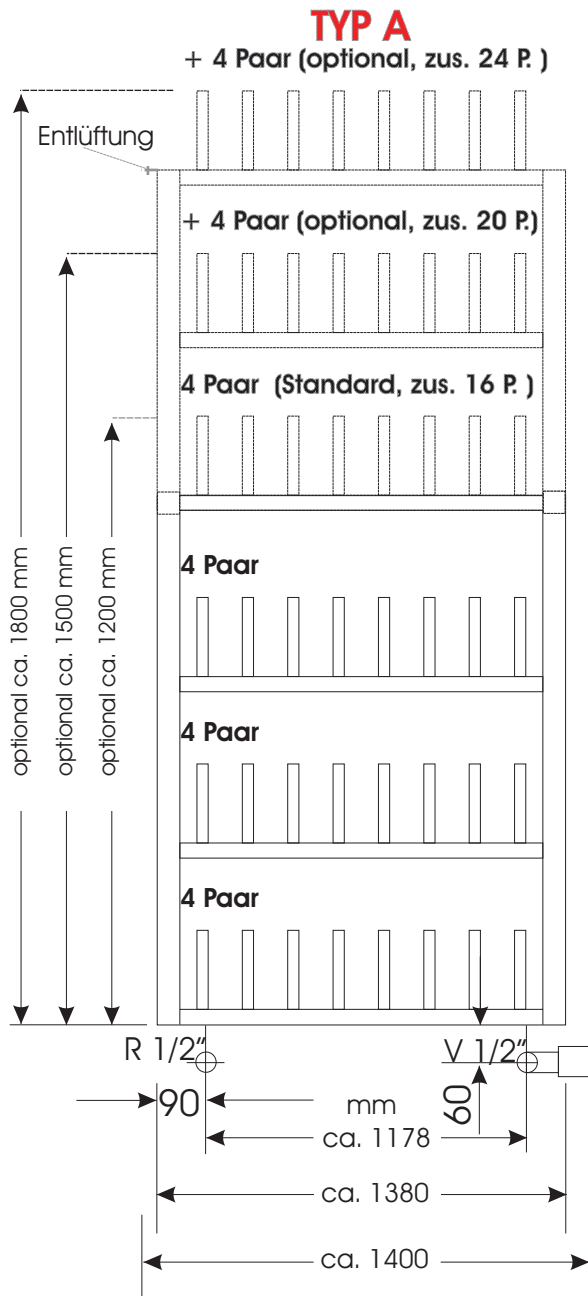 TYP A
+ 4 Paar (optional, zus. 24 P. )
Entlüftung
+ 4 Paar (optional, zus. 20 P.)
4 Paar (Standard, zus. 16 P. )
optional ca. 1800 mm
optional ca. 1500 mm
optional ca. 1200 mm
4 Paar
4 Paar
4 Paar
R 1/2“
V 1/2“
90
mm
60
ca. 1178
ca. 1380
ca. 1400